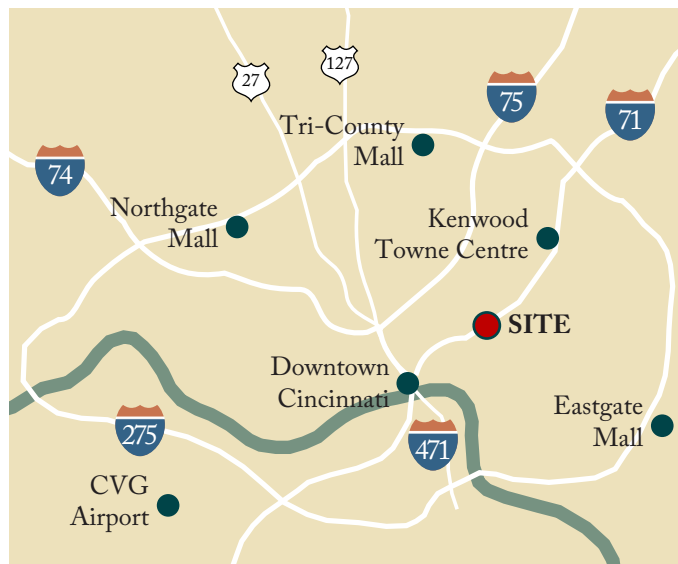 127
27
75
71
Tri-County
Mall
74
Northgate
Mall
Kenwood
Towne Centre
SITE
Downtown
Cincinnati
Eastgate
Mall
275
471
CVG
Airport